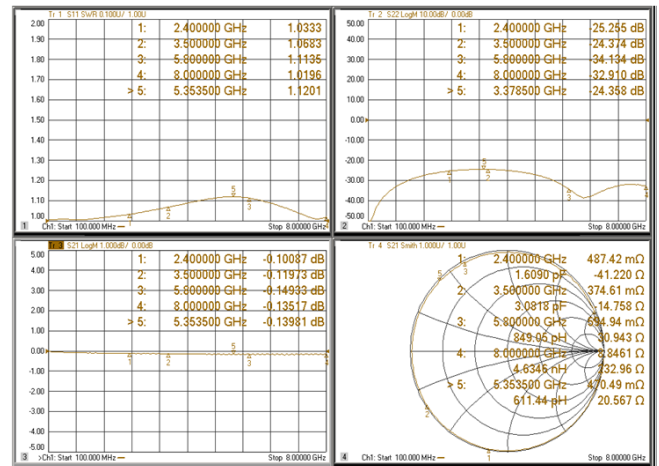 Tr 1 S11 SWR 0.100U/ 1.00U
2.00
1.90
1.80
1.70
1.60
1.50
1.40
1.30
1.20
1.10
1.00
1: 2.400000 GHz 1.0333
2: 3.500000 GHz 1.0683
3: 5.800000 GHz 1.1135
4: 8.000000 GHz 1.0196
> 5: 5.353500 GHz 1.1201
1 Ch1: Start 100.000 MHz Stop 8.00000 GHz
Tr 2 S22 LogM 10.00dB/ 0.00dB
50.00
40.00
30.00
20.00
10.00
0.00
-10.00
-20.00
-30.00
-40.00
-50.00
1: 2.400000 GHz -25.255 dB
2: 3.500000 GHz -24.374 dB
3: 5.800000 GHz -34.134 dB
4: 8.000000 GHz -32.910 dB
> 5: 3.378500 GHz -24.358 dB
2 Ch1: Start 100.000 MHz Stop 8.00000 GHz
Tr 3 S21 LogM 1.000dB/ 0.00dB
5.00
4.00
3.00
2.00
1.00
0.00
-1.00
-2.00
-3.00
-4.00
-5.00
1: 2.400000 GHz -0.10087 dB
2: 3.500000 GHz -0.11973 dB
3: 5.800000 GHz -0.14933 dB
4: 8.000000 GHz -0.13517 dB
> 5: 5.353500 GHz -0.13981 dB
3 >Ch1: Start 100.000 MHz Stop 8.00000 GHz
Tr 4 S21 Smith 1.000U/ 1.00U
1: 2.400000 GHz 487.42 mΩ
1.6090 pF -41.220 Ω
2: 3.500000 GHz 374.61 mΩ
3.0818 pF -14.758 Ω
3: 5.800000 GHz mΩ
849.05 pH 30.943 Ω
4: 8.000000 GHz 8.8461 Ω
4.6346 nH 232.96 Ω
> 5: 5.353500 GHz mΩ
611.44 pH 20.567 Ω
4 Ch1: Start 100.000 MHz Stop 8.00000 GHz